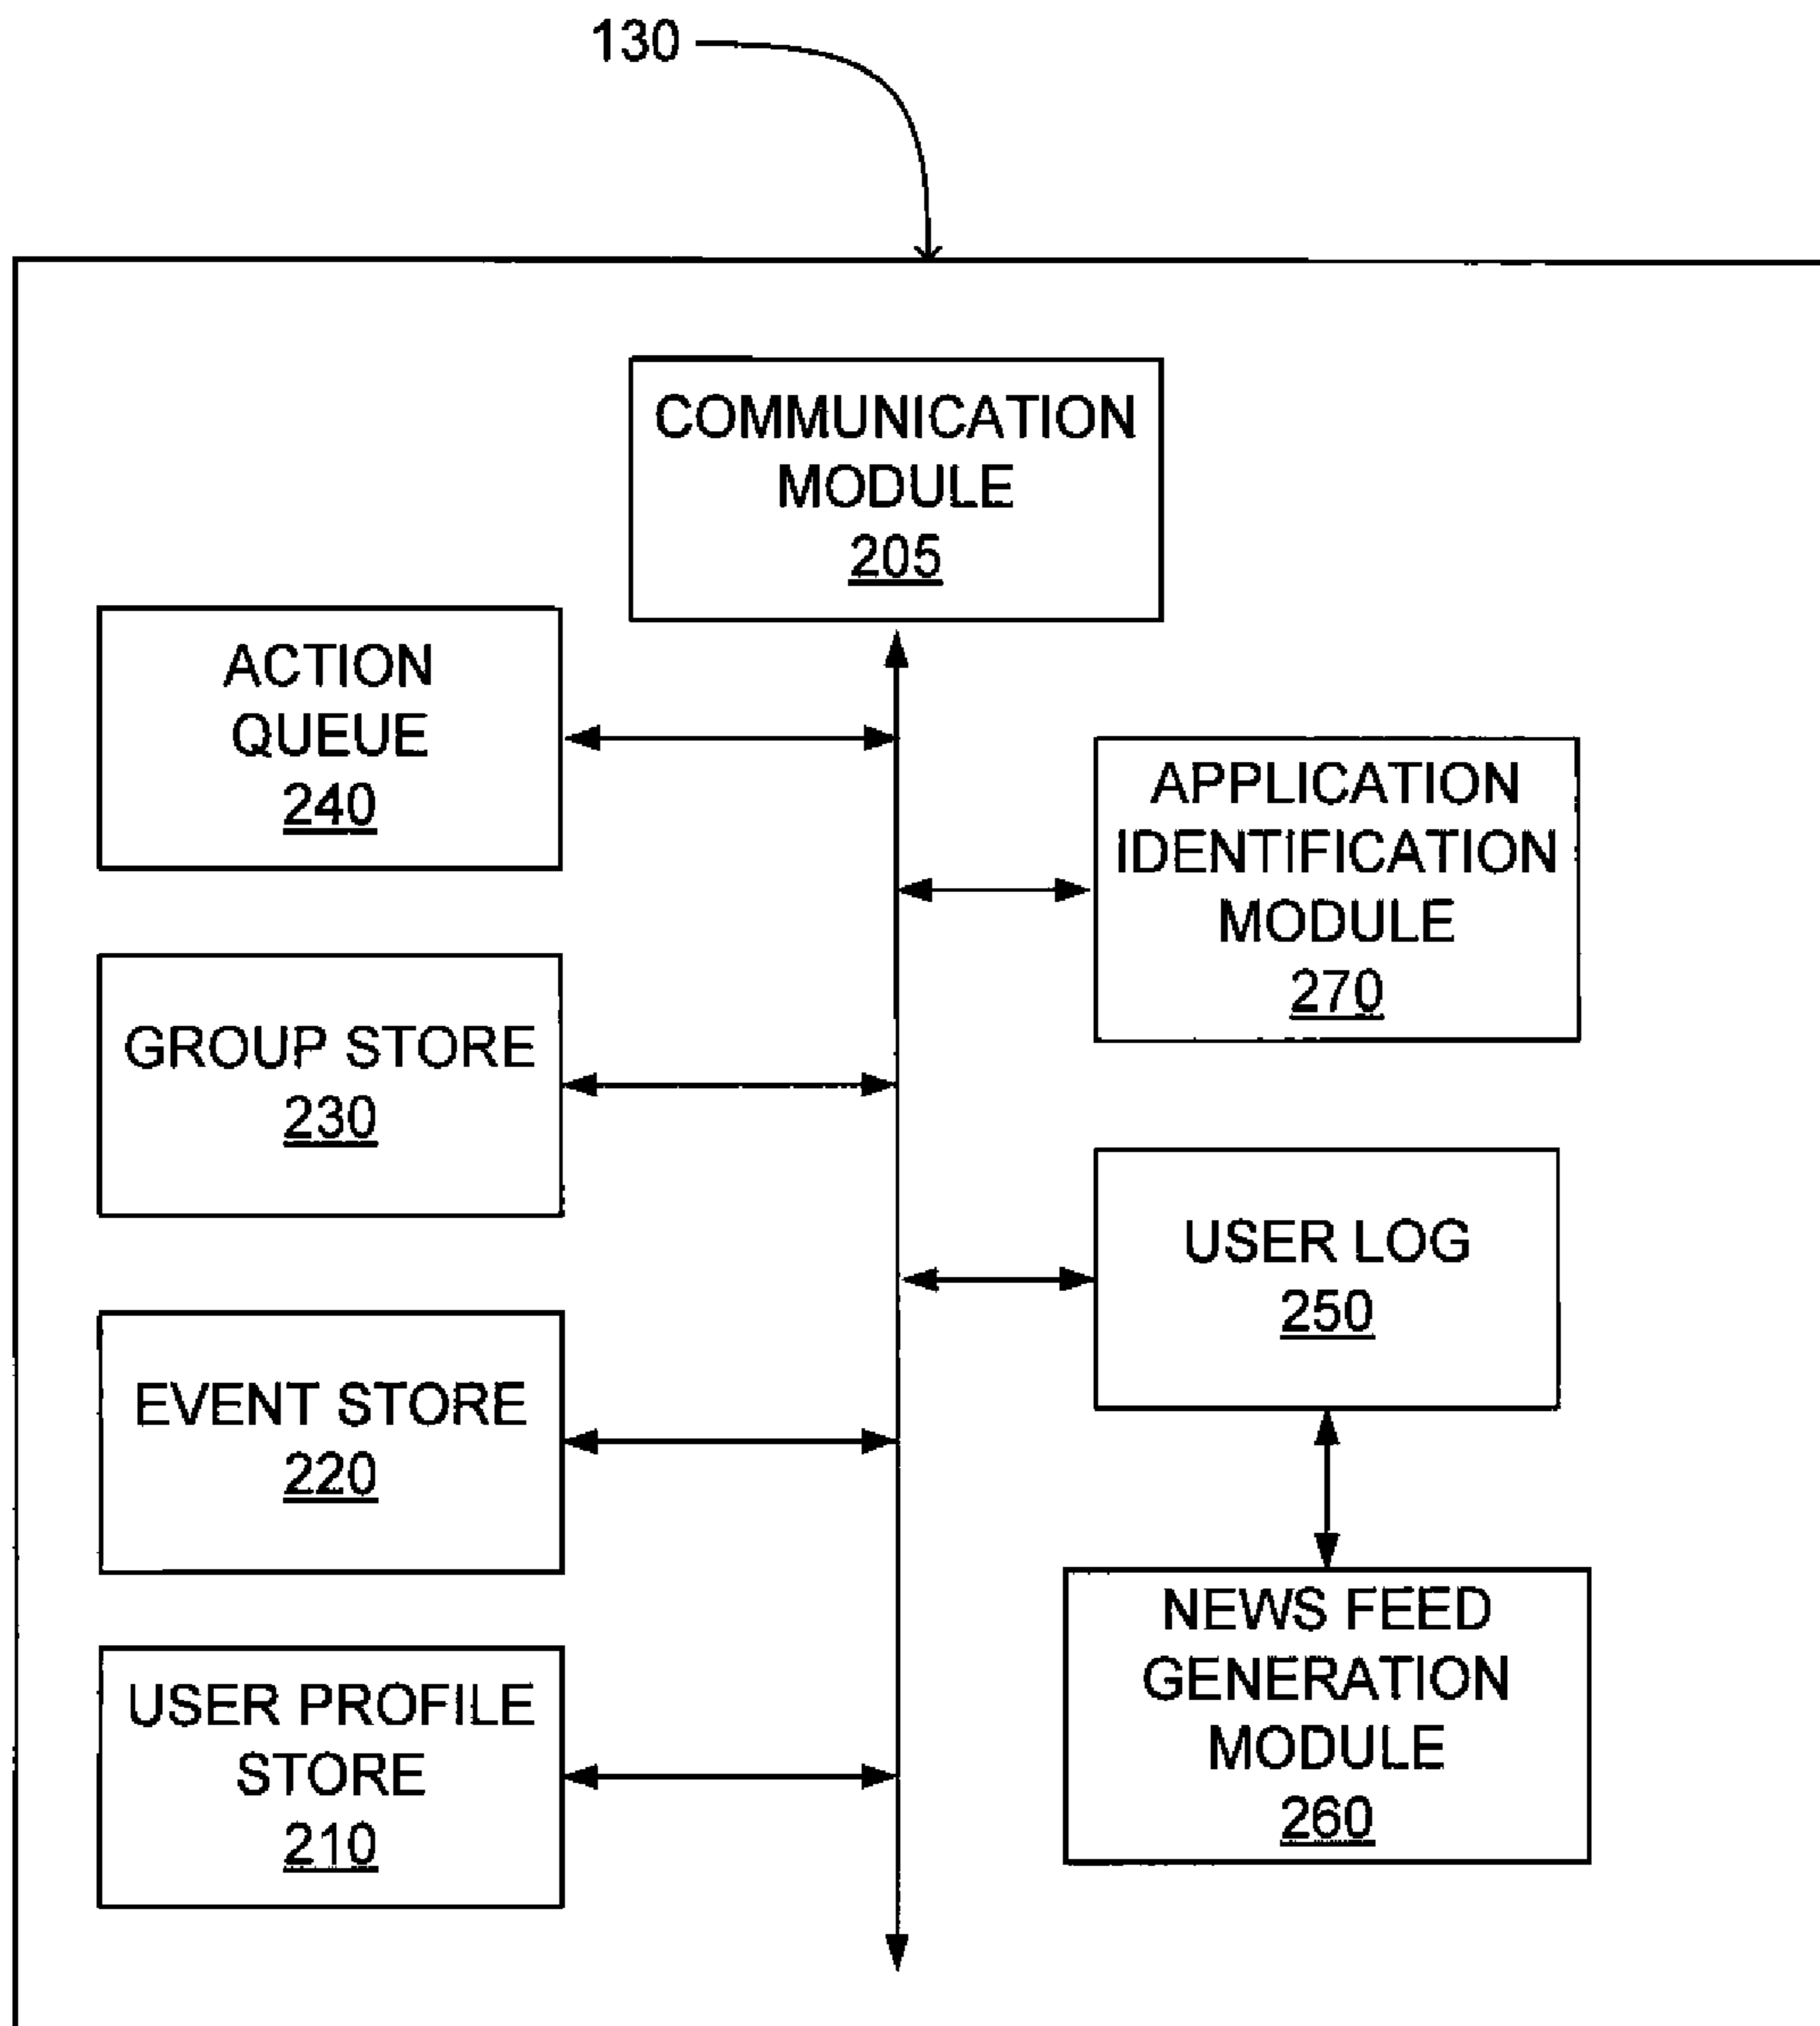 130
COMMUNICATION
MODULE
205
ACTION
QUEUE
240
APPLICATION
IDENTIFICATION
MODULE
270
GROUP STORE
230
USER LOG
250
EVENT STORE
220
NEWS FEED
GENERATION
MODULE
260
USER PROFILE
STORE
210